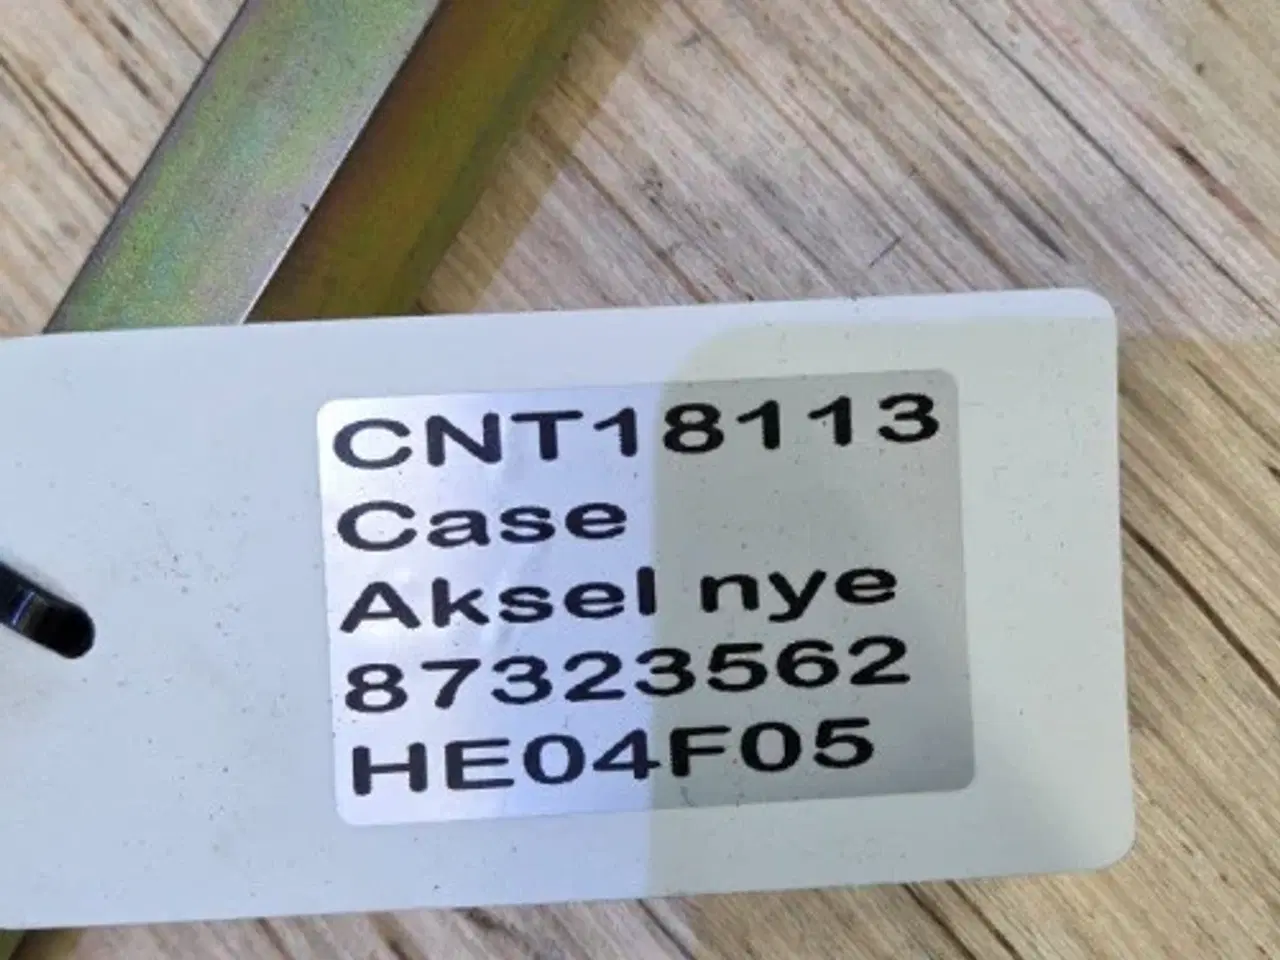 CNT18113
Case
Aksel nye
87323562
HE04F05